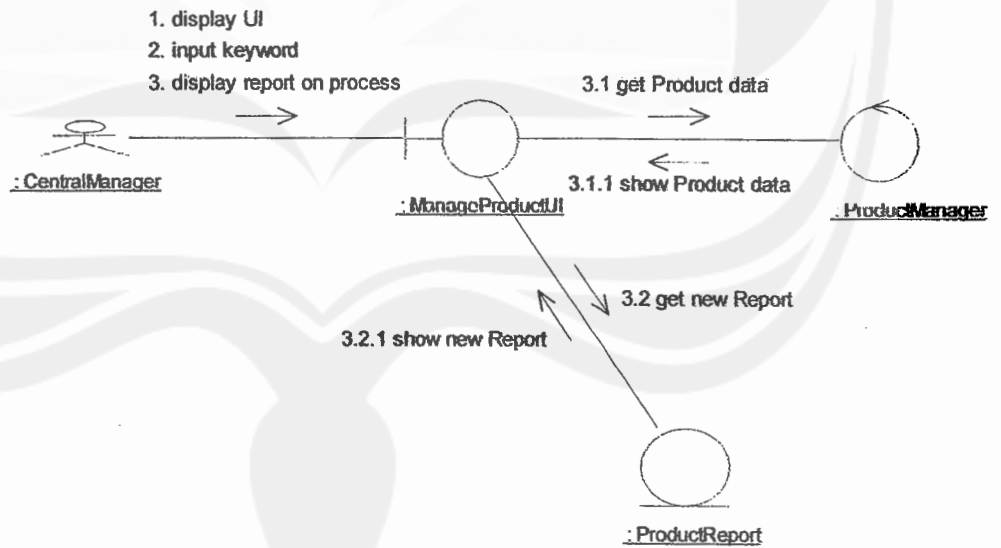 1. display UI
2. input keyword
3. display report on process
3.1 get Product data
: CentralManager
3.1.1 show Product data
: ManageProductUI
: ProductManager
3.2 get new Report
3.2.1 show new Report
: ProductReport